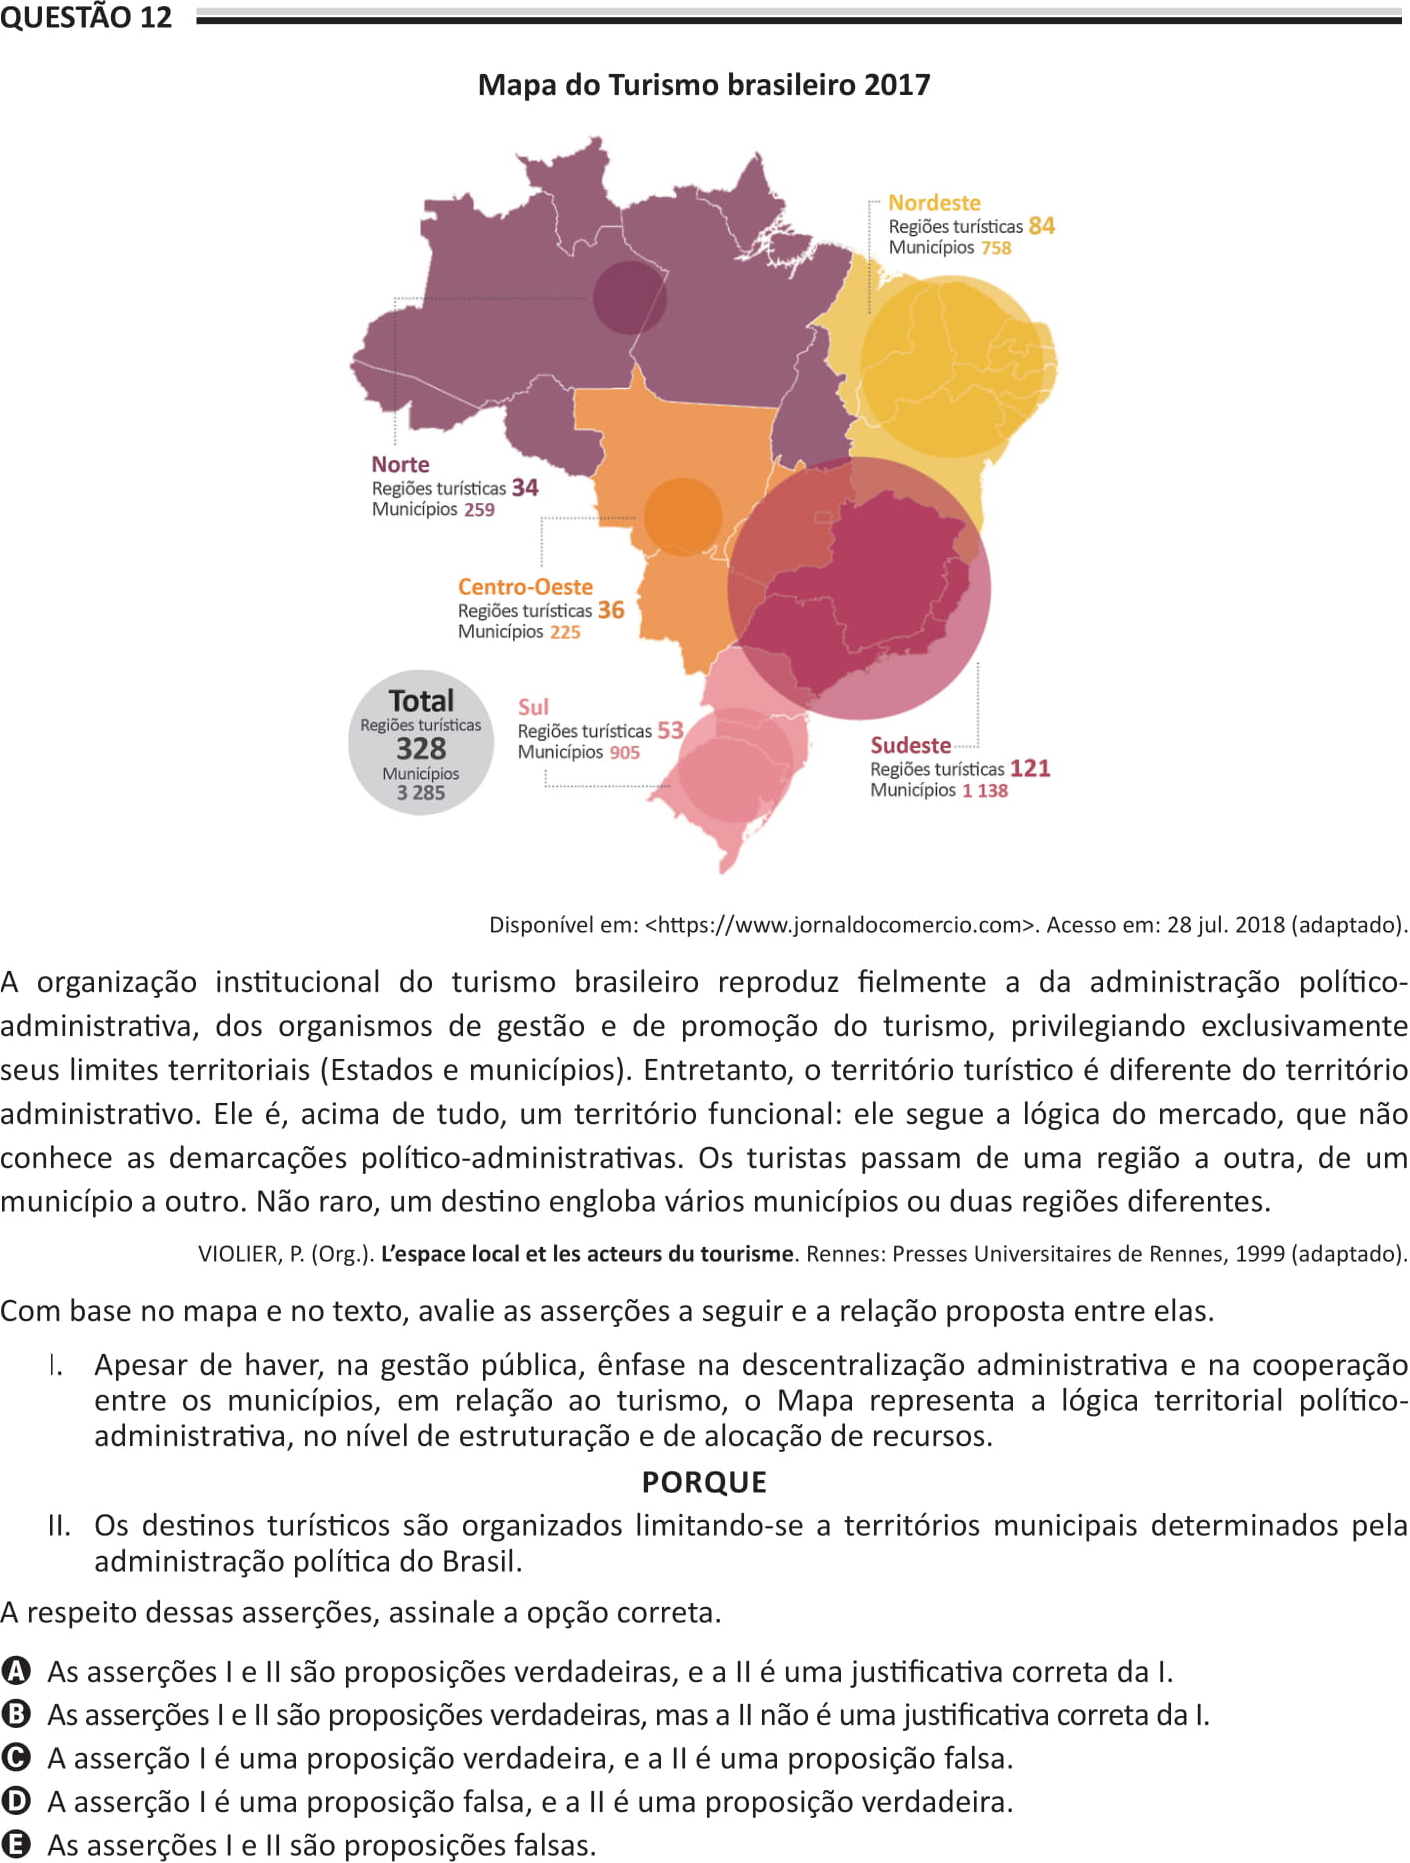 QUESTÃO 12
Mapa do Turismo brasileiro 2017
Nordeste
Regiões turísticas 84
Municípios 758
Norte
Regiões turísticas 34
Municípios 259
Centro-Oeste
Regiões turísticas 36
Municípios 225
Total
Regiões turísticas
328
Municípios
3 285
Sul
Regiões turísticas 53
Municípios 905
Sudeste
Regiões turísticas 121
Municípios 1 138
Disponível em: <https://www.jornaldocomercio.com>. Acesso em: 28 jul. 2018 (adaptado).
A organização institucional do turismo brasileiro reproduz fielmente a da administração político-
administrativa, dos organismos de gestão e de promoção do turismo, privilegiando exclusivamente
seus limites territoriais (Estados e municípios). Entretanto, o território turístico é diferente do território
administrativo. Ele é, acima de tudo, um território funcional: ele segue a lógica do mercado, que não
conhece as demarcações político-administrativas. Os turistas passam de uma região a outra, de um
município a outro. Não raro, um destino engloba vários municípios ou duas regiões diferentes.
VIOLIER, P. (Org.). L’espace local et les acteurs du tourisme. Rennes: Presses Universitaires de Rennes, 1999 (adaptado).
Com base no mapa e no texto, avalie as asserções a seguir e a relação proposta entre elas.
I. Apesar de haver, na gestão pública, ênfase na descentralização administrativa e na cooperação
entre os municípios, em relação ao turismo, o Mapa representa a lógica territorial político-
administrativa, no nível de estruturação e de alocação de recursos.
PORQUE
II. Os destinos turísticos são organizados limitando-se a territórios municipais determinados pela
administração política do Brasil.
A respeito dessas asserções, assinale a opção correta.
A As asserções I e II são proposições verdadeiras, e a II é uma justificativa correta da I.
B As asserções I e II são proposições verdadeiras, mas a II não é uma justificativa correta da I.
C A asserção I é uma proposição verdadeira, e a II é uma proposição falsa.
D A asserção I é uma proposição falsa, e a II é uma proposição verdadeira.
E As asserções I e II são proposições falsas.